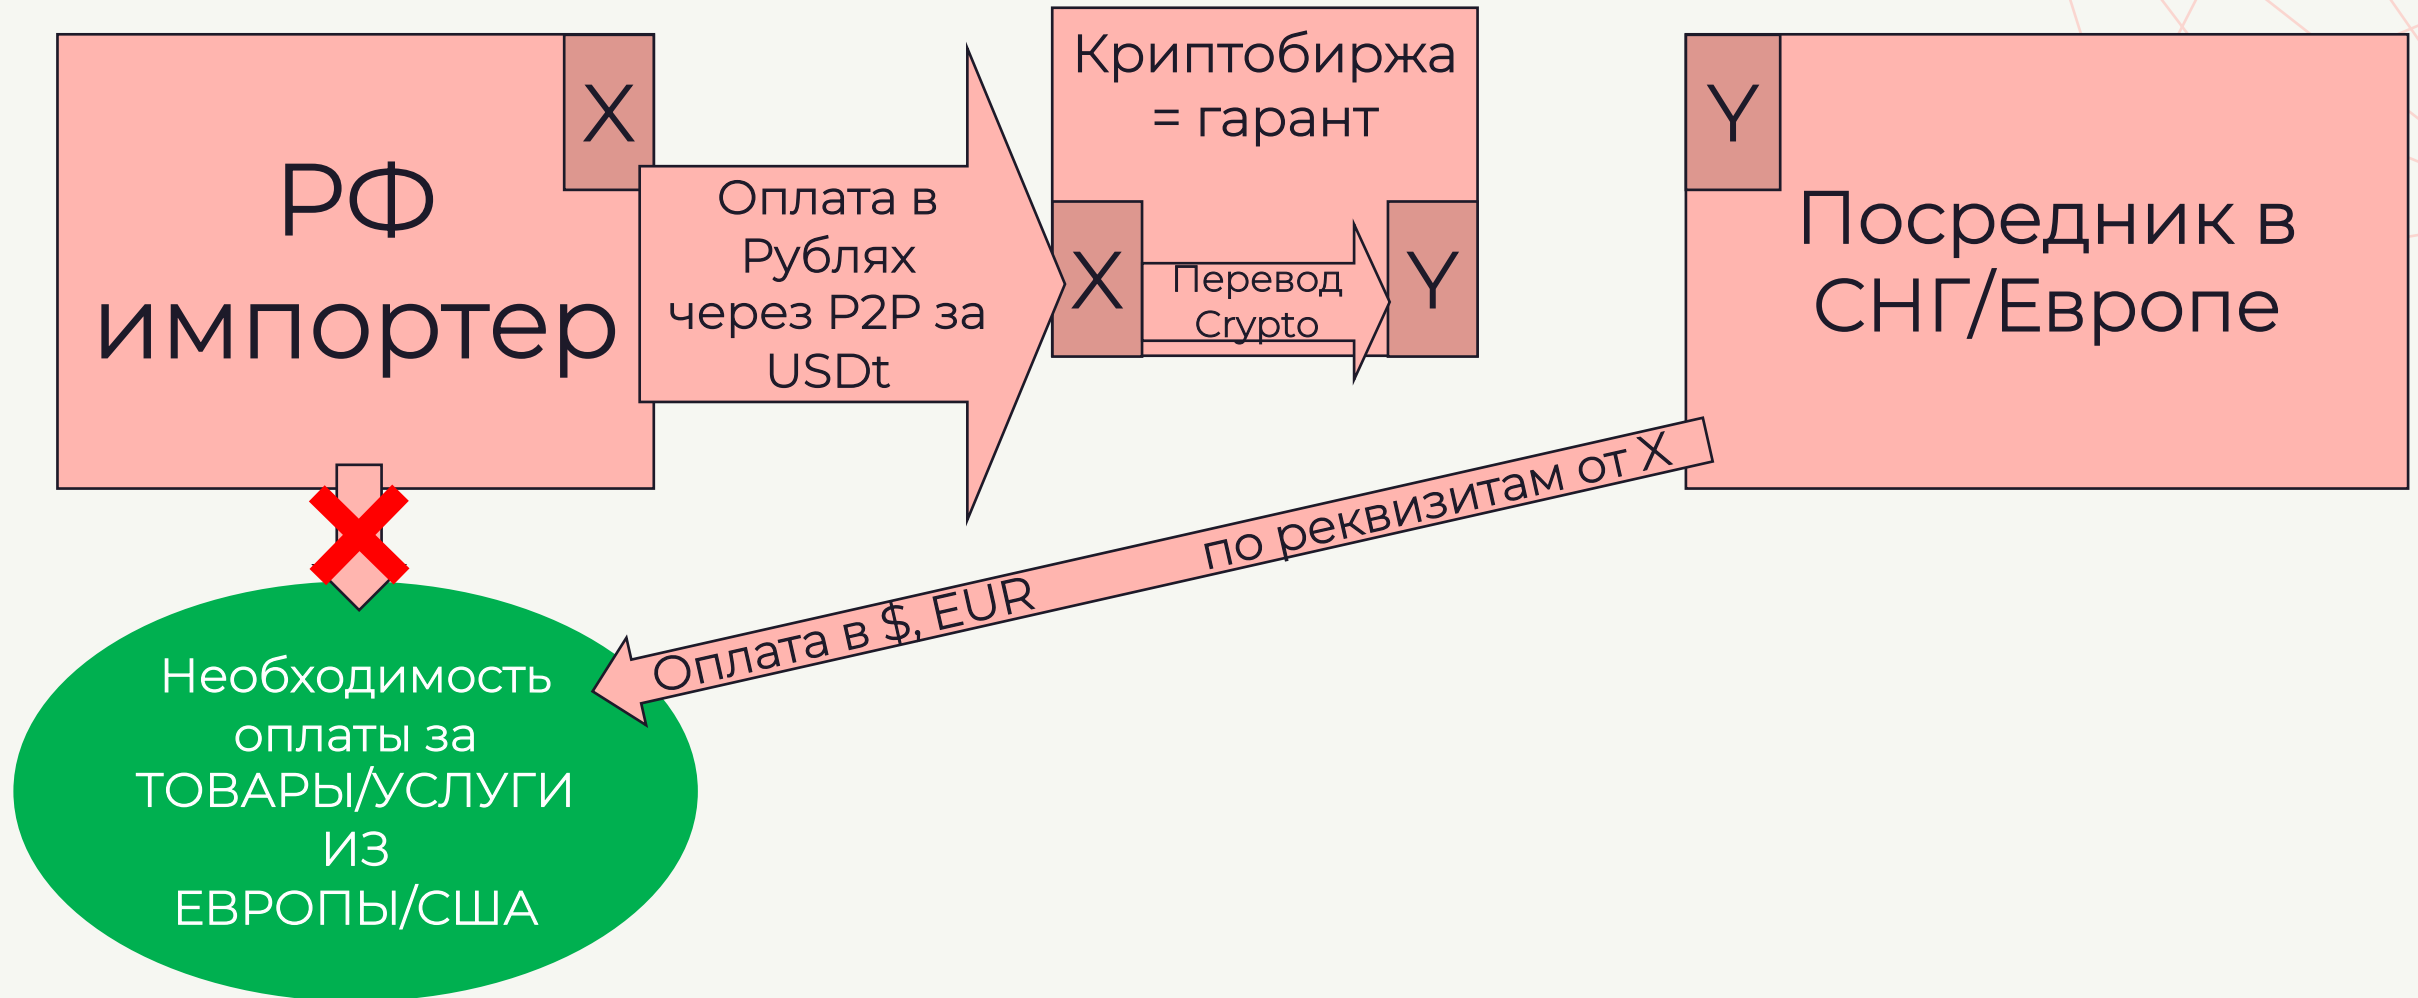 РФ
импортер
X
Оплата в
Рублях
через P2P за
USDt
Криптобиржа
= гарант
X
Перевод
Crypto
Y
Y
Посредник в
СНГ/Европе
Оплата в $, EUR по реквизитам от X
Необходимость
оплаты за
ТОВАРЫ/УСЛУГИ
ИЗ
ЕВРОПЫ/США